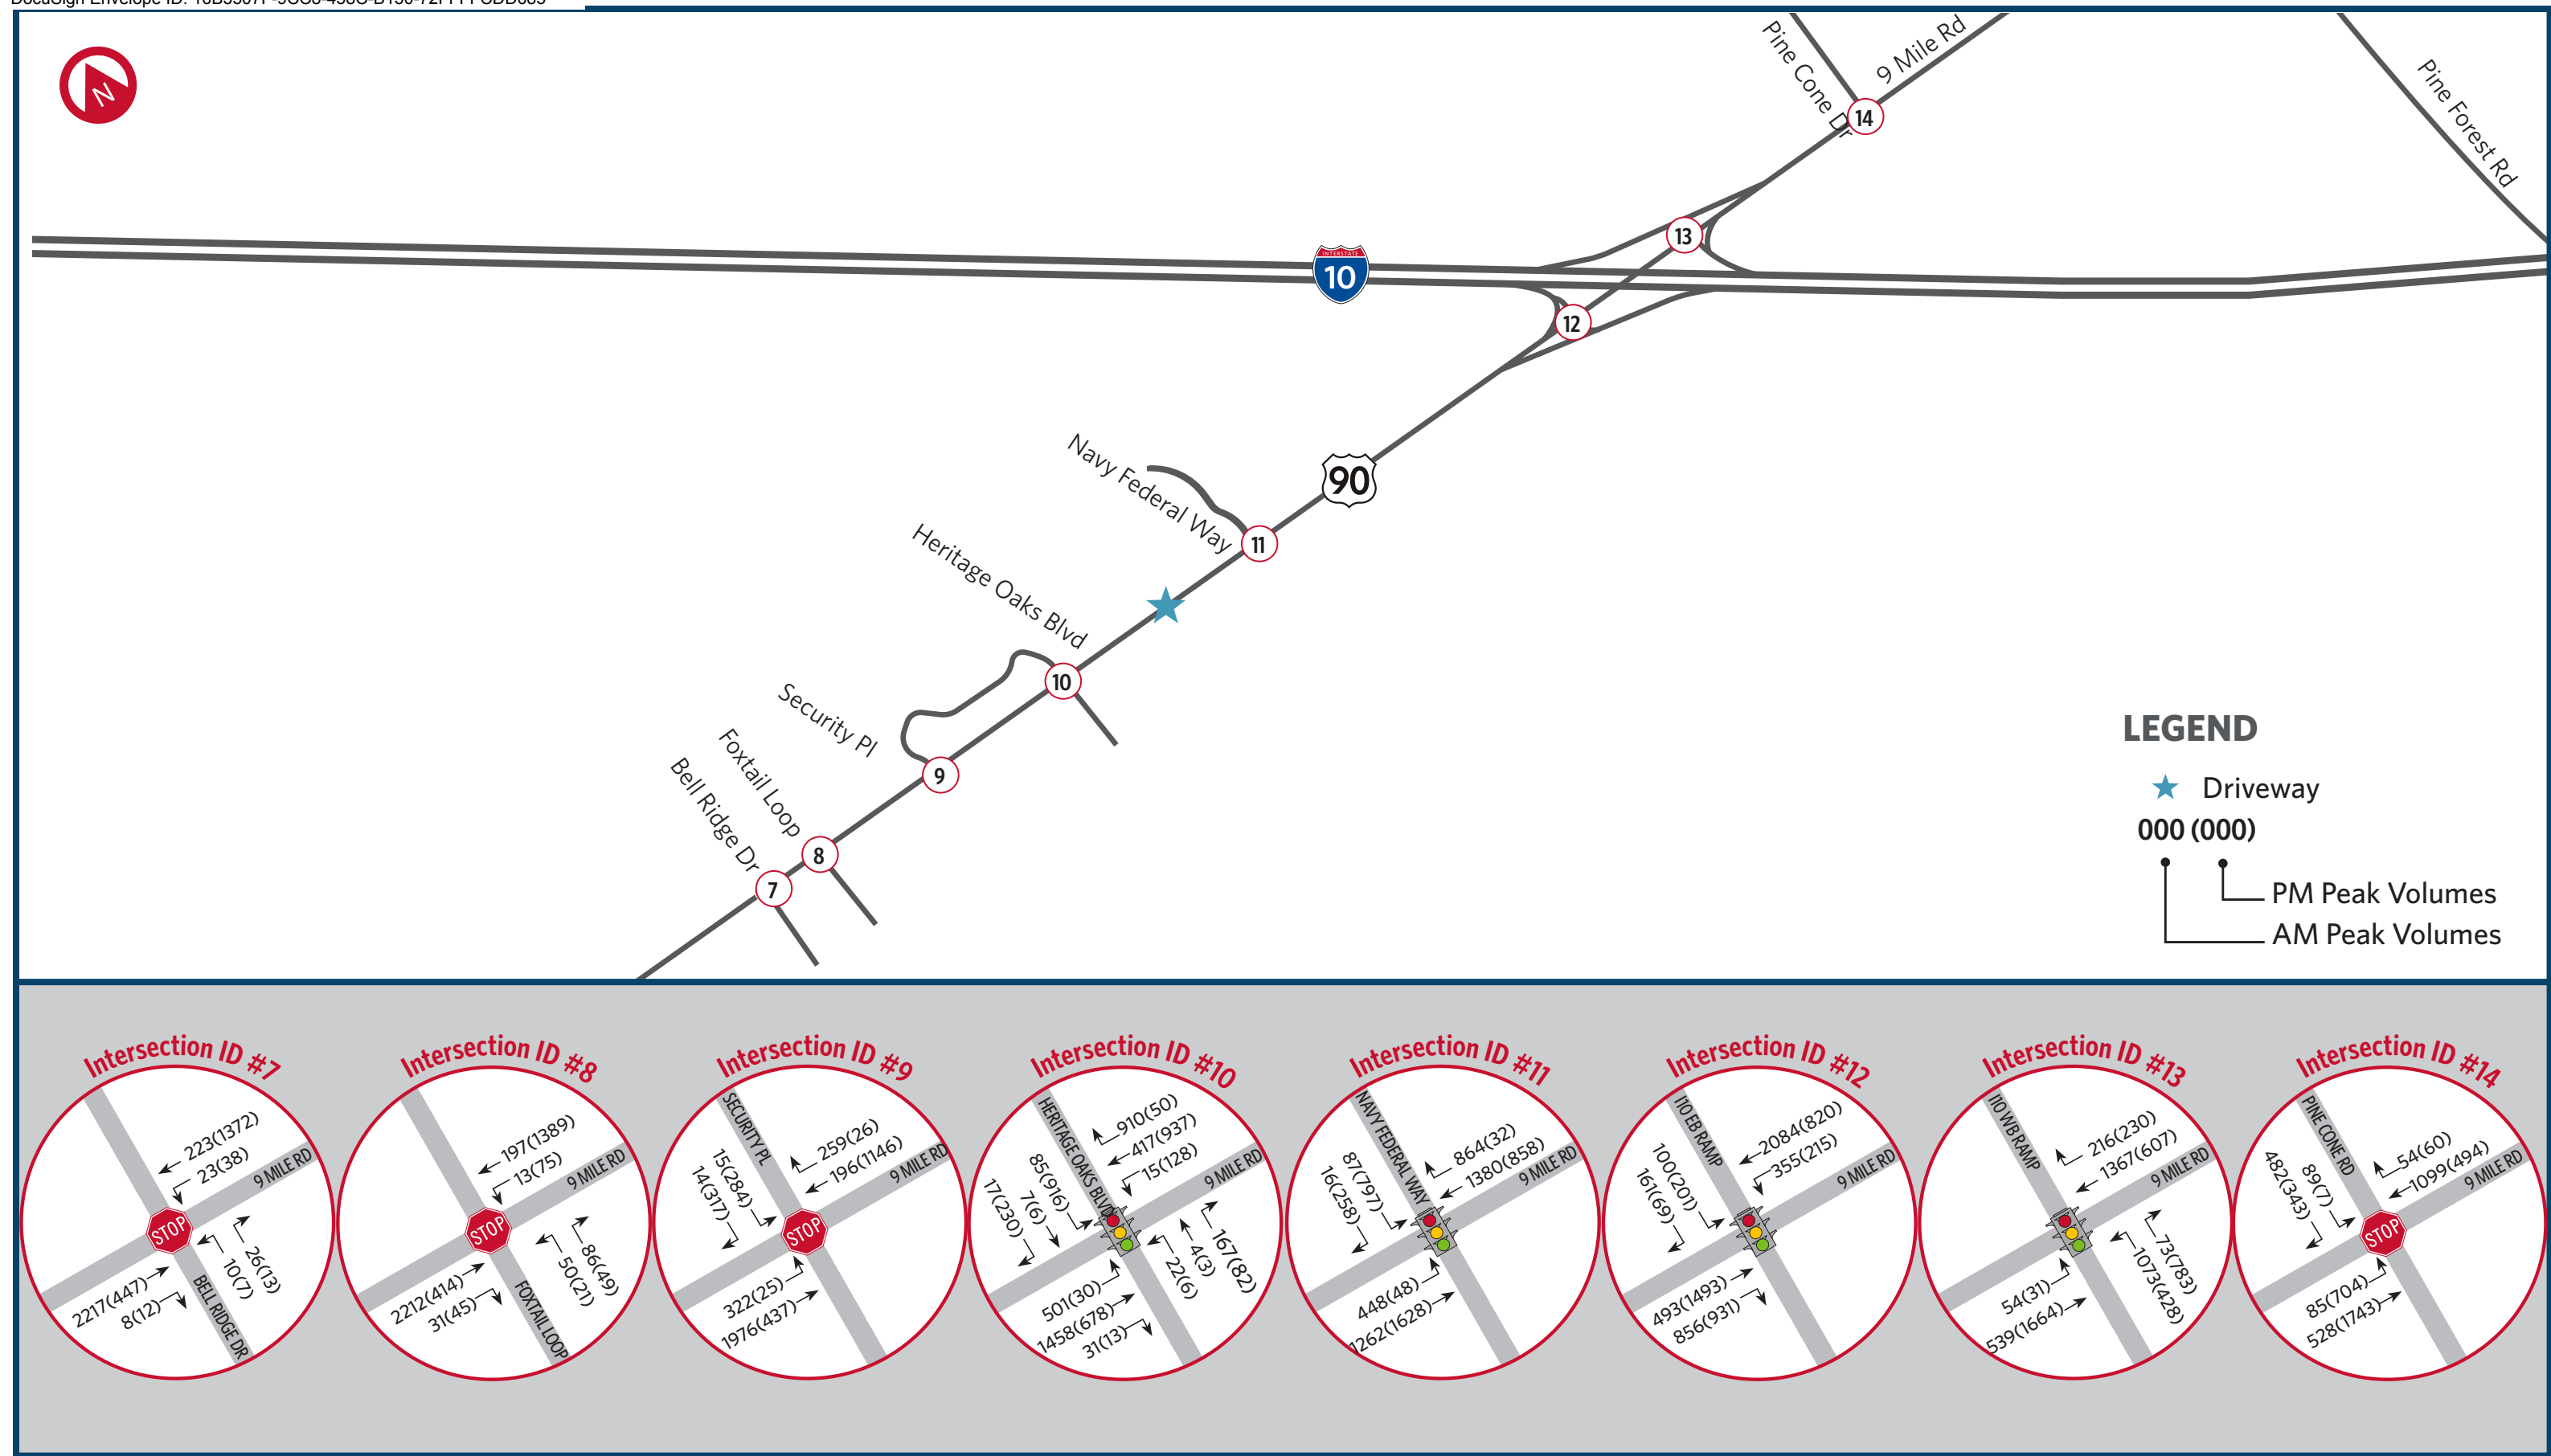 N
Pine Cone Dr
9 Mile Rd
Pine Forest Rd
14
13
INTERSTATE
10
12
90
Navy Federal Way
11
Heritage Oaks Blvd
10
Security Pl
9
Foxtail Loop
8
Bell Ridge Dr
7
LEGEND
Driveway
000 (000)
PM Peak Volumes
AM Peak Volumes
Intersection ID #7
223(1372)
23(38)
9 MILE RD
STOP
26(13)
10(7)
2217(447)
8(12)
BELL RIDGE DR
Intersection ID #8
197(1389)
13(75)
9 MILE RD
STOP
86(49)
50(21)
2212(414)
31(45)
FOXTAIL LOOP
Intersection ID #9
SECURITY PL
259(26)
196(1146)
9 MILE RD
15(284)
14(317)
STOP
322(25)
1976(437)
Intersection ID #10
HERITAGE OAKS BLVD
910(50)
417(937)
15(128)
9 MILE RD
85(916)
7(6)
17(230)
167(82)
4(3)
22(6)
501(30)
1458(678)
31(13)
Intersection ID #11
NAVY FEDERAL WAY
864(32)
1380(858)
9 MILE RD
87(797)
16(258)
448(48)
1262(1628)
Intersection ID #12
I10 EB RAMP
2084(820)
355(215)
9 MILE RD
100(201)
161(69)
493(1493)
856(931)
Intersection ID #13
I10 WB RAMP
216(230)
1367(607)
9 MILE RD
73(783)
1073(428)
54(31)
539(1664)
Intersection ID #14
PINE CONE RD
54(60)
1099(494)
9 MILE RD
89(7)
482(343)
STOP
85(704)
528(1743)